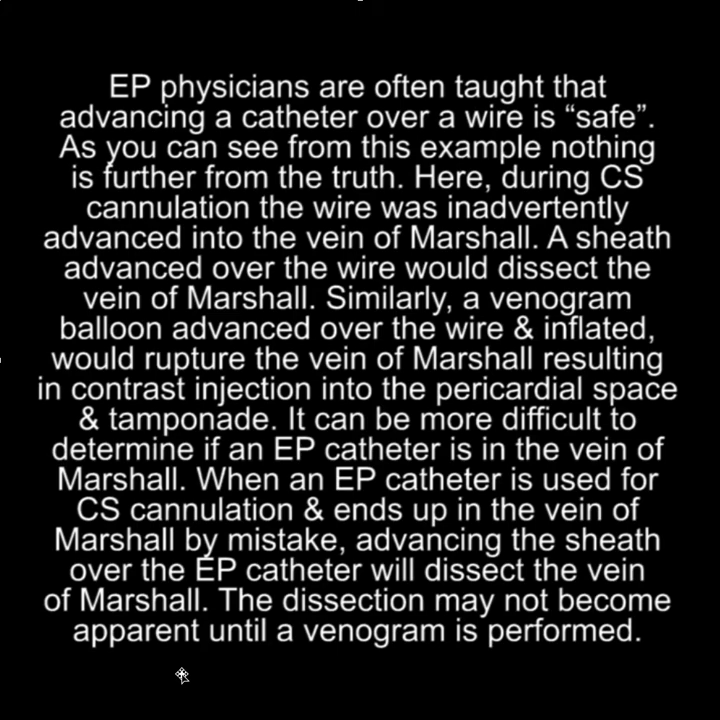 EP physicians are often taught that
advancing a catheter over a wire is “safe”.
As you can see from this example nothing
is further from the truth. Here, during CS
cannulation the wire was inadvertently
advanced into the vein of Marshall. A sheath
advanced over the wire would dissect the
vein of Marshall. Similarly, a venogram
balloon advanced over the wire & inflated,
would rupture the vein of Marshall resulting
in contrast injection into the pericardial space
& tamponade. It can be more difficult to
determine if an EP catheter is in the vein of
Marshall. When an EP catheter is used for
CS cannulation & ends up in the vein of
Marshall by mistake, advancing the sheath
over the EP catheter will dissect the vein
of Marshall. The dissection may not become
apparent until a venogram is performed.